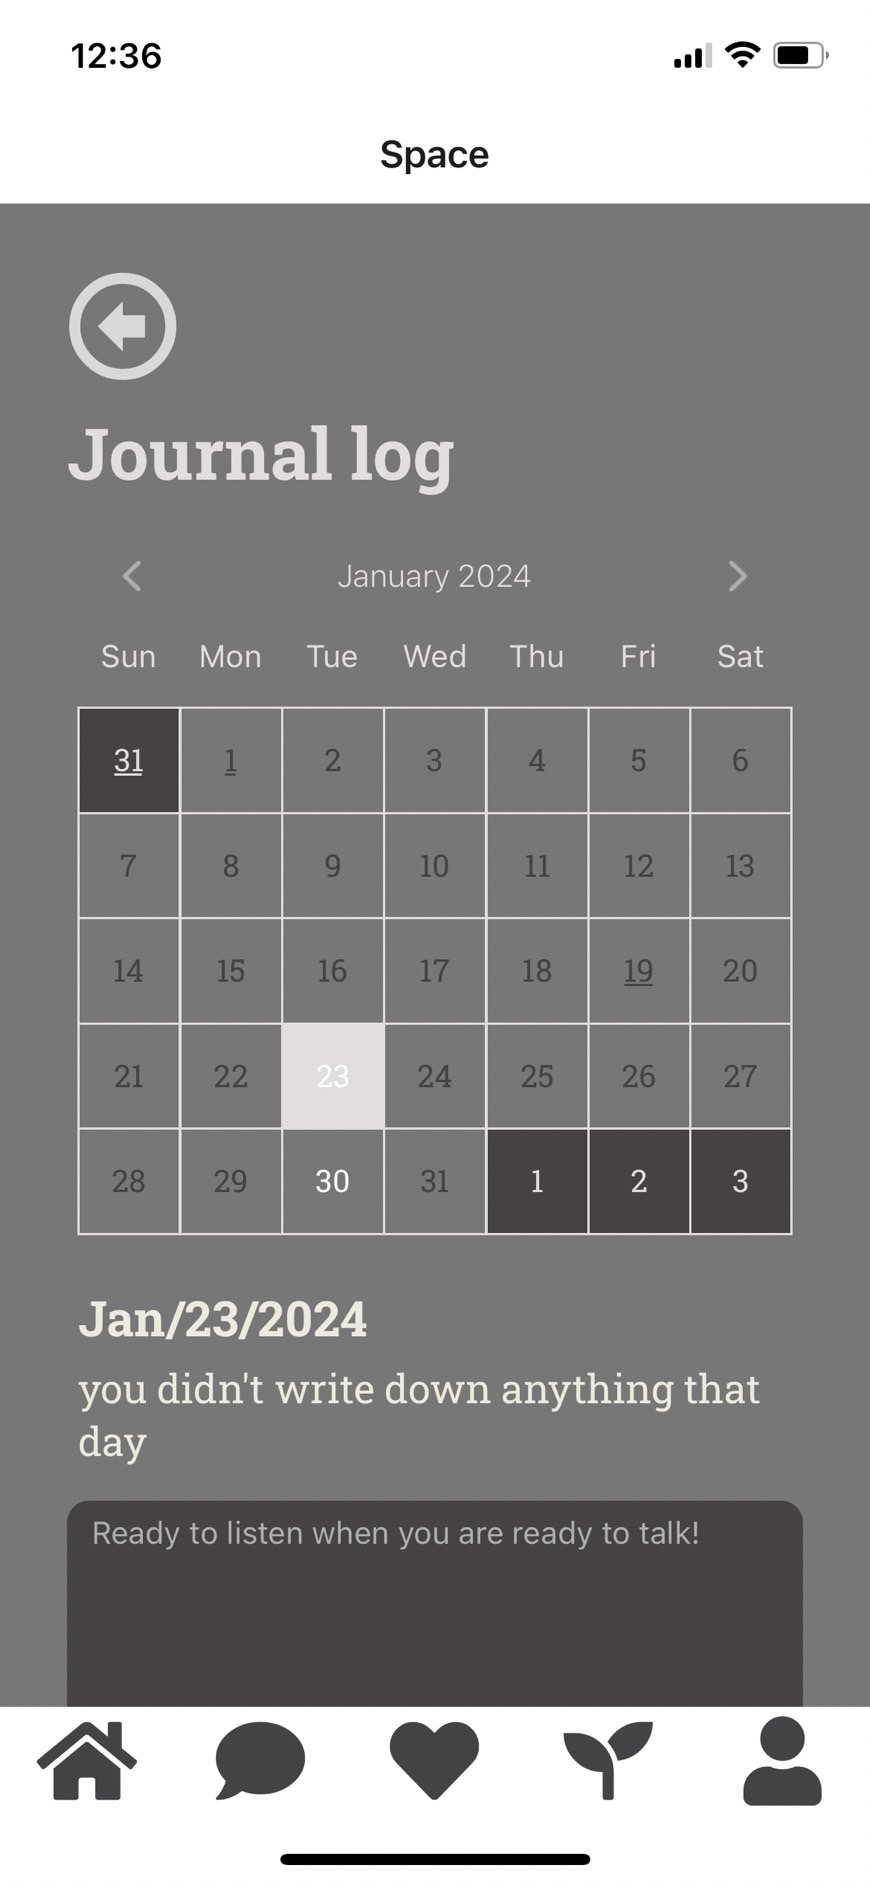 12:36
Space
Journal log
January 2024
Sun Mon Tue Wed Thu Fri Sat
31 1 2 3 4 5 6
7 8 9 10 11 12 13
14 15 16 17 18 19 20
21 22 23 24 25 26 27
28 29 30 31 1 2 3
Jan/23/2024
you didn't write down anything that
day
Ready to listen when you are ready to talk!